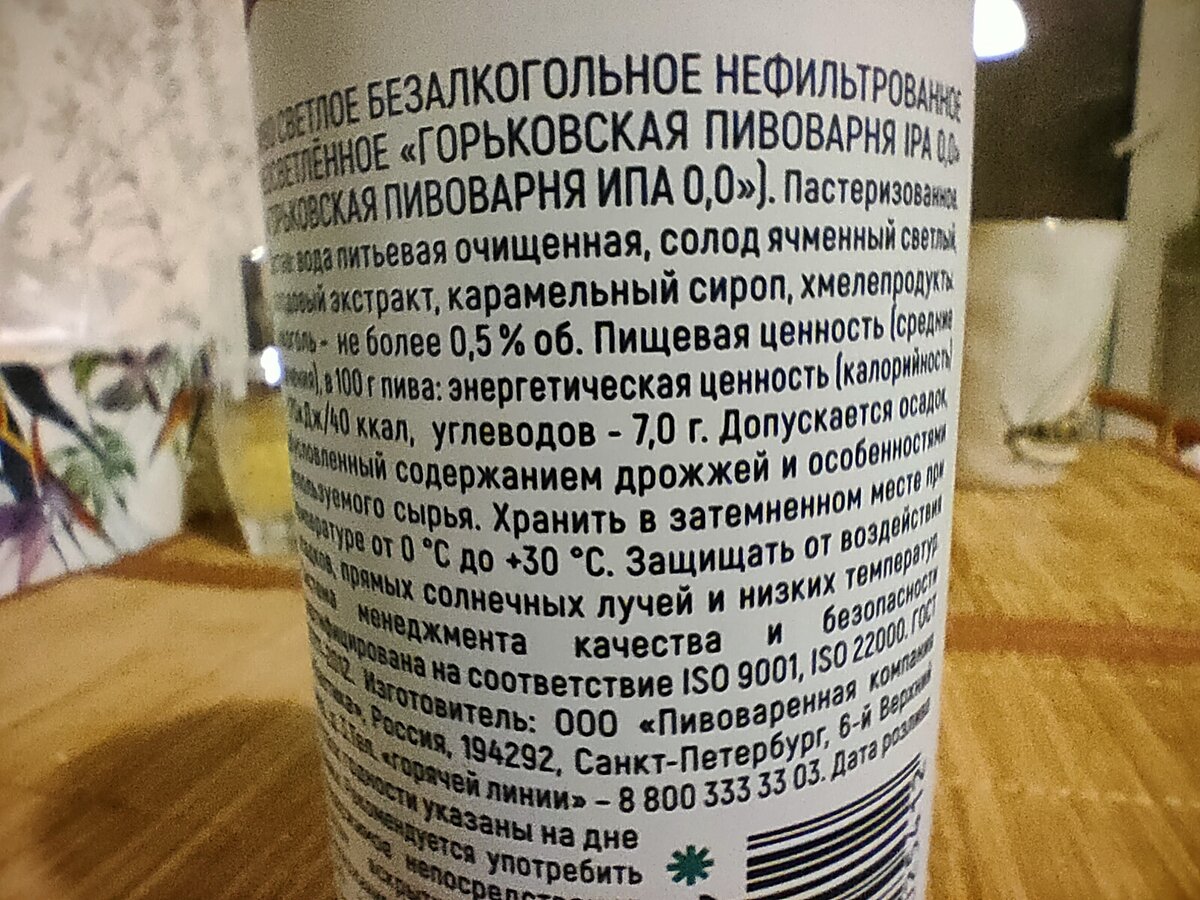 СВЕТЛОЕ БЕЗАЛКОГОЛЬНОЕ НЕФИЛЬТРОВАННОЕ
«ГОРЬКОВСКАЯ ПИВОВАРНЯ IPA 0,0»
ПИВОВАРНЯ ИПА 0,0»). Пастеризованное.
вода питьевая очищенная, солод ячменный светлый,
экстракт, карамельный сироп, хмелепродукты.
- не более 0,5 % об. Пищевая ценность (средние
в 100 г пива: энергетическая ценность (калорийность)
кДж/40 ккал, углеводов - 7,0 г. Допускается осадок,
содержанием дрожжей и особенностями
сырья. Хранить в затемненном месте при
от 0 °C до +30 °C. Защищать от воздействия
прямых солнечных лучей и низких температур.
менеджмента качества и безопасности
на соответствие ISO 9001, ISO 22000. ГОСТ
Изготовитель: ООО «Пивоваренная компания
Россия, 194292, Санкт-Петербург, 6-й Верхний
Тел. «горячей линии» – 8 800 333 33 03. Дата розлива
указаны на дне
употребить